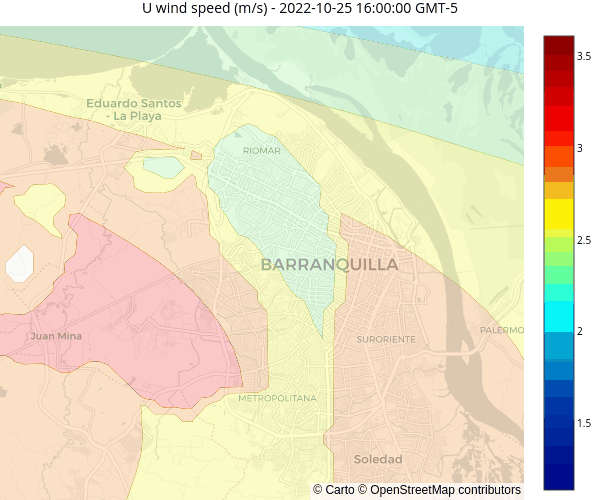 U wind speed (m/s) - 2022-10-25 16:00:00 GMT-5
3.5
Eduardo Santos
- La Playa
RIOMAR
3
2.5
BARRANQUILLA
2
PALERMO
Juan Mina
SURORIENTE
METROPOLITANA
1.5
Soledad
© Carto © OpenStreetMap contributors